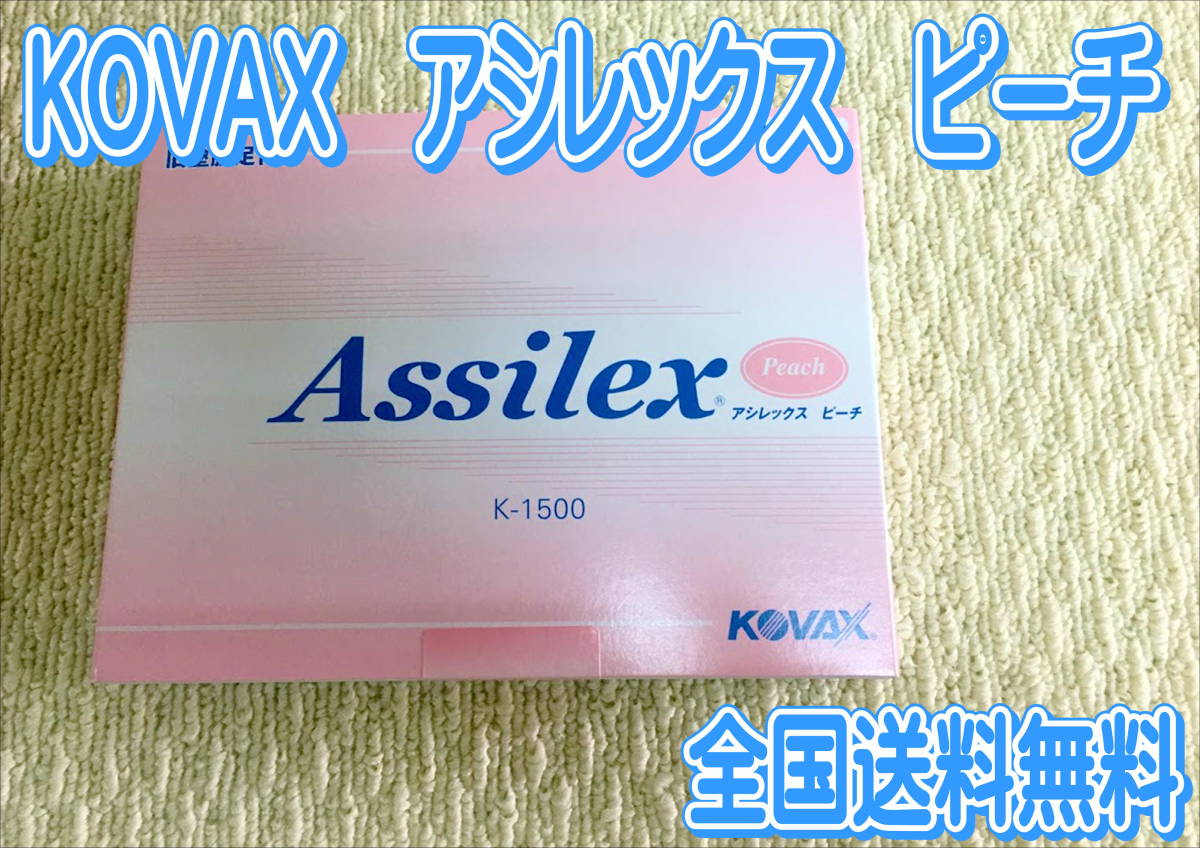 KOVAX アシレックス ピーチ
Assilex® Peach
アシレックス ピーチ
K-1500
KOVAX®
全国送料無料